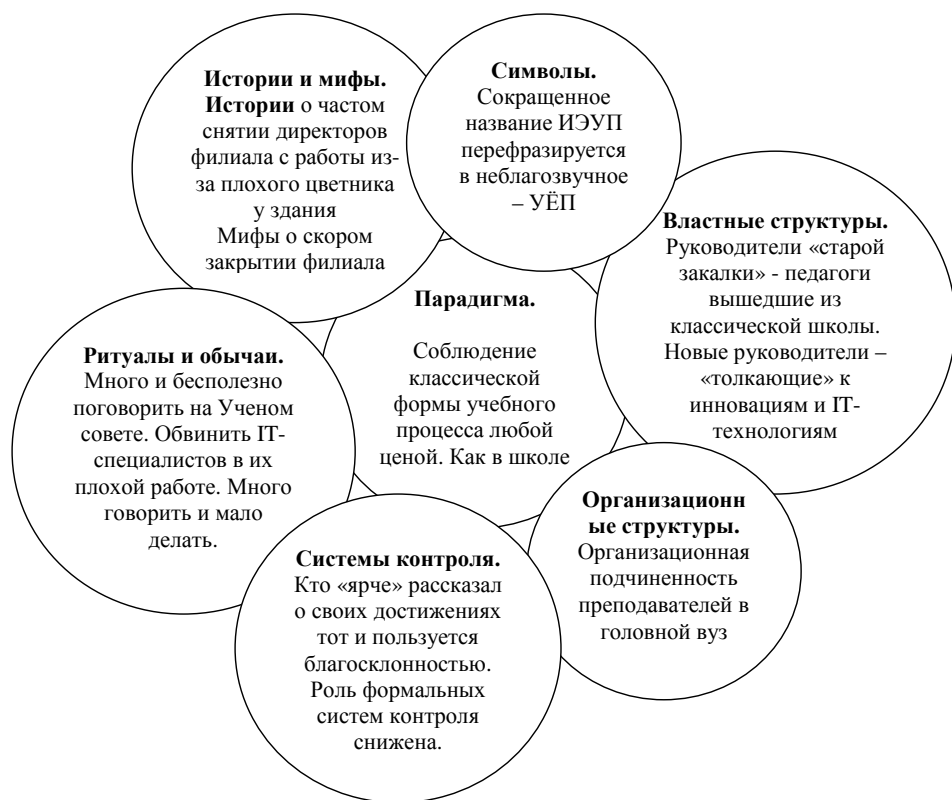 Истории и мифы.
Истории о частом
снятии директоров
филиала с работы из-
за плохого цветника
у здания
Мифы о скором
закрытии филиала
Символы.
Сокращенное
название ИЭУП
перефразируется
в неблагозвучное
– УЁП
Властные структуры.
Руководители «старой
закалки» - педагоги
вышедшие из
классической школы.
Новые руководители –
«толкающие» к
инновациям и IT-
технологиям
Парадигма.
Соблюдение
классической
формы учебного
процесса любой
ценой. Как в школе
Ритуалы и обычаи.
Много и бесполезно
поговорить на Ученом
совете. Обвинить IT-
специалистов в их
плохой работе. Много
говорить и мало
делать.
Организационн
ые структуры.
Организационная
подчиненность
преподавателей в
головной вуз
Системы контроля.
Кто «ярче» рассказал
о своих достижениях
тот и пользуется
благосклонностью.
Роль формальных
систем контроля
снижена.